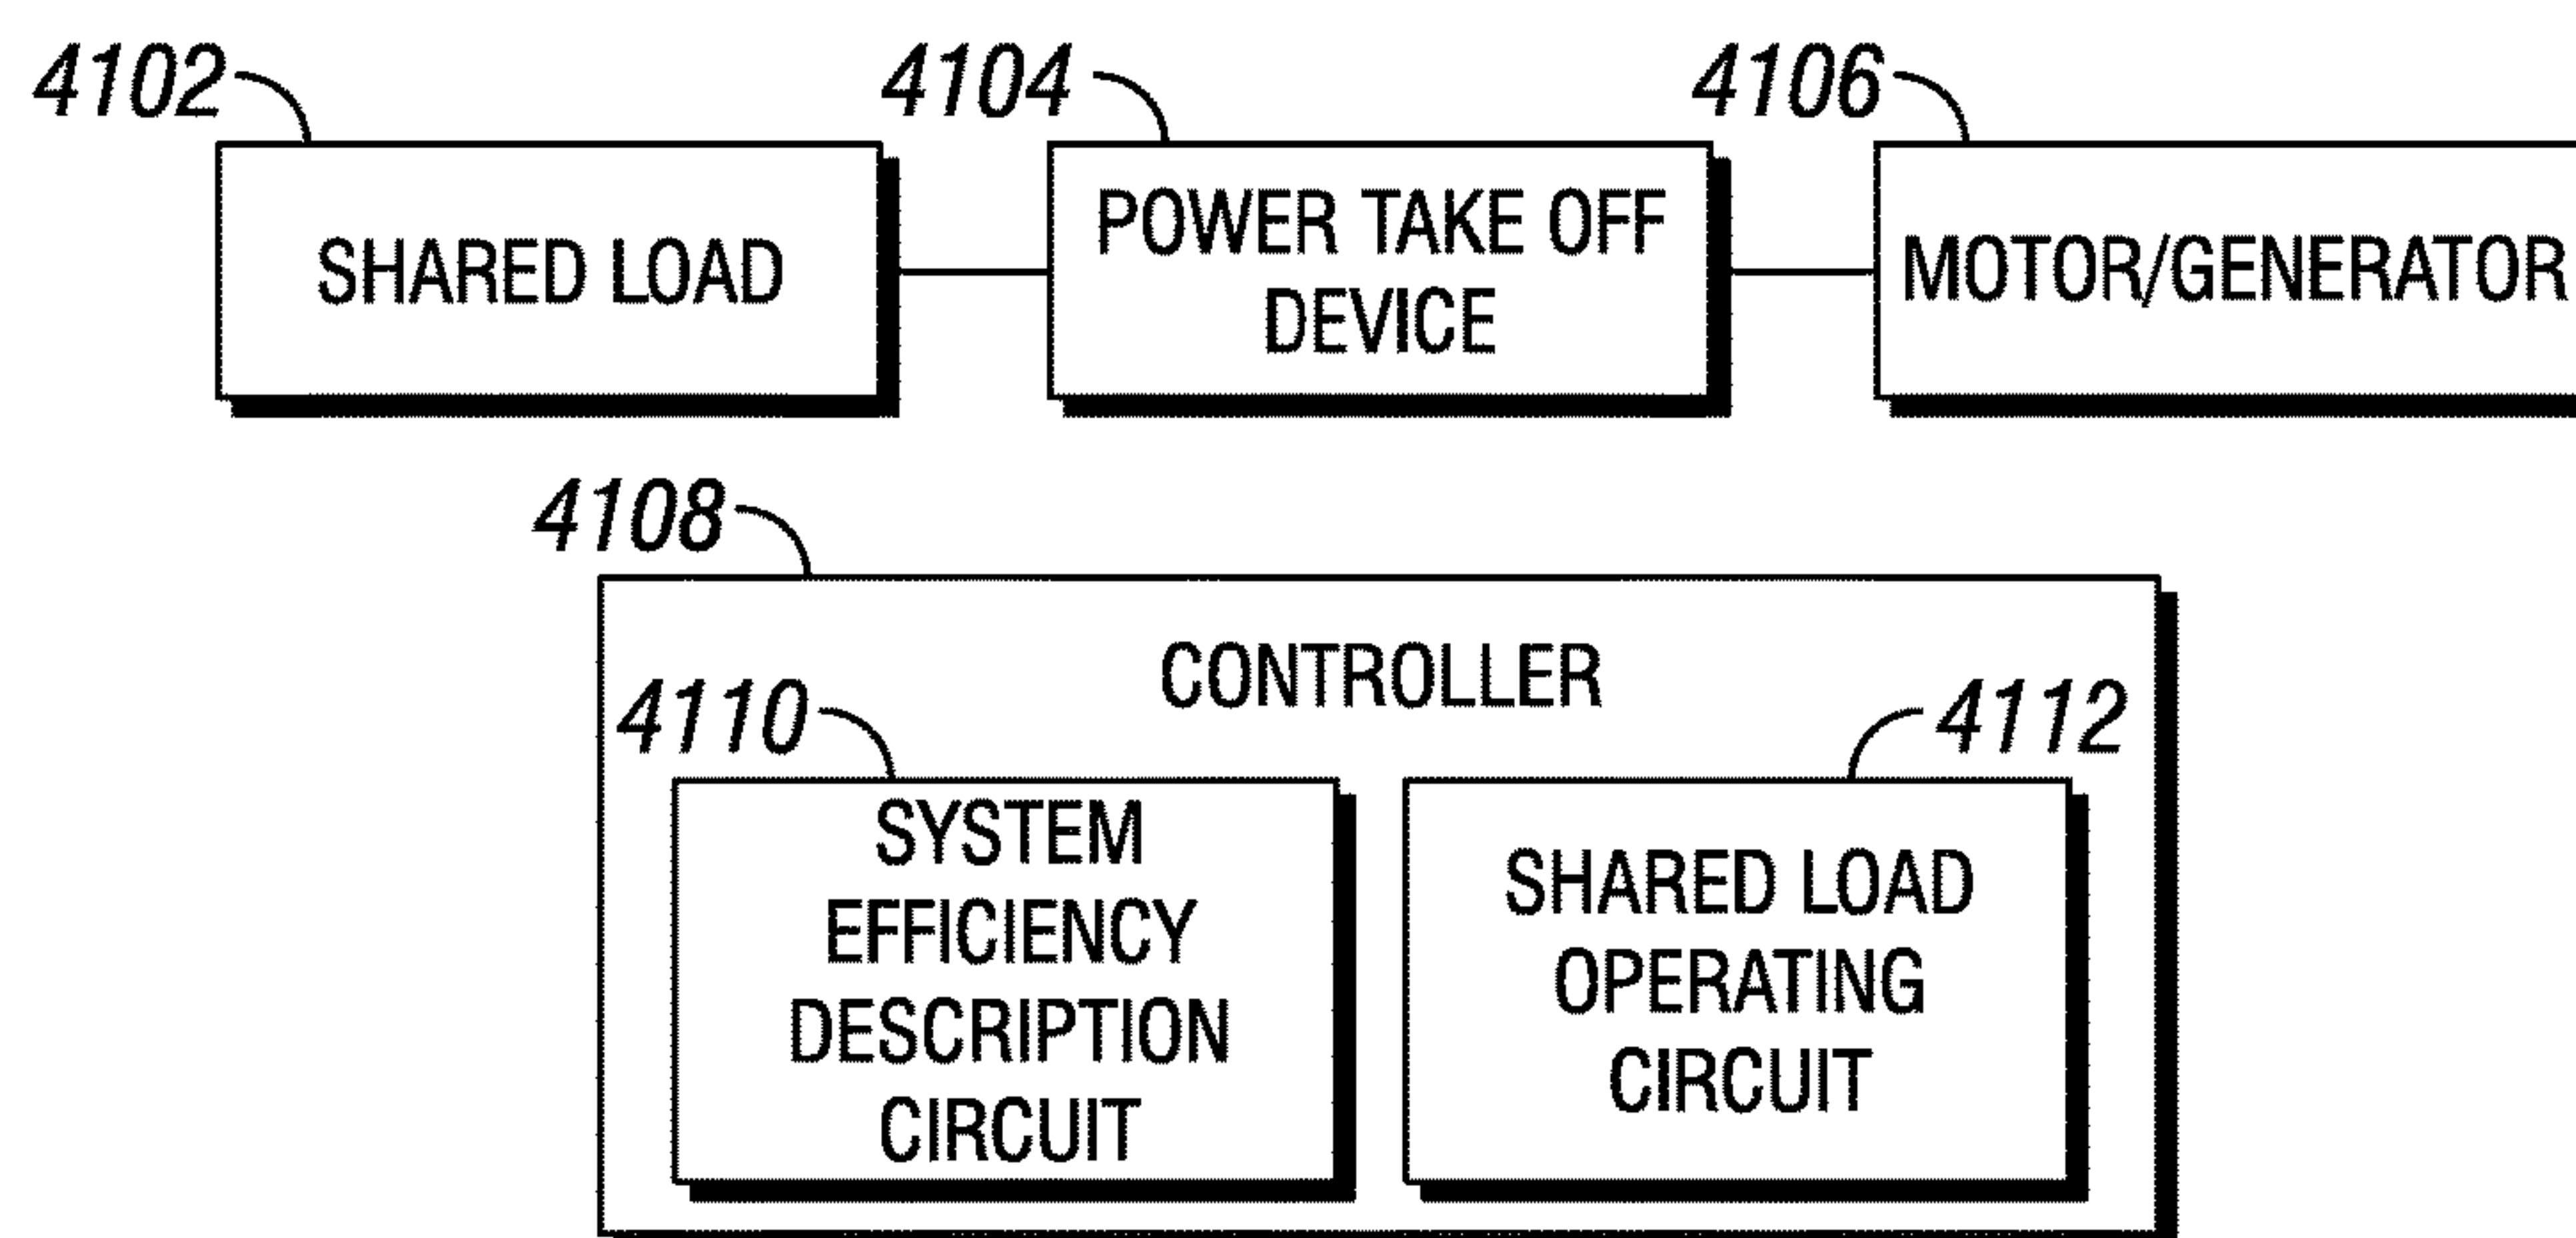 4102
4104
4106
SHARED LOAD
POWER TAKE OFF
DEVICE
MOTOR/GENERATOR
4108
CONTROLLER
4110
4112
SYSTEM
EFFICIENCY
DESCRIPTION
CIRCUIT
SHARED LOAD
OPERATING
CIRCUIT